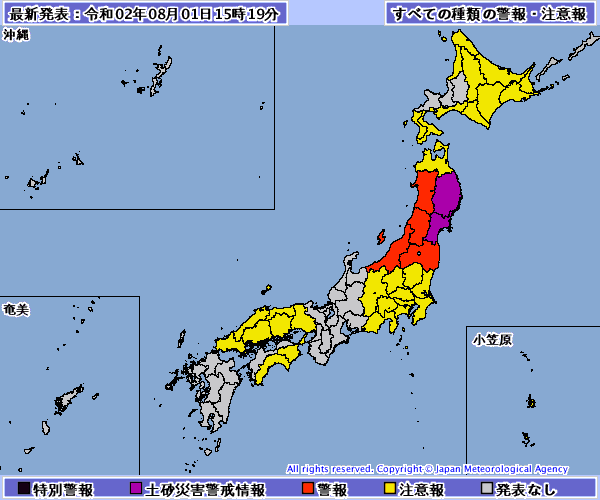 最新発表：令和02年08月01日15時19分
すべての種類の警報・注意報
沖縄
奄美
小笠原
All rights reserved. Copyright © Japan Meteorological Agency
特別警報
土砂災害警戒情報
警報
注意報
発表なし